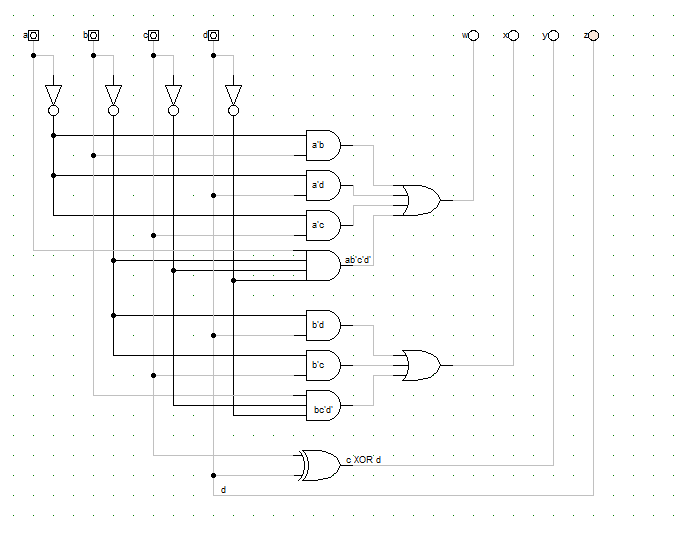 a b c d w x y z
a'b
a'd
a'c
ab'c'd'
b'd
b'c
bc'd'
c XOR d
d